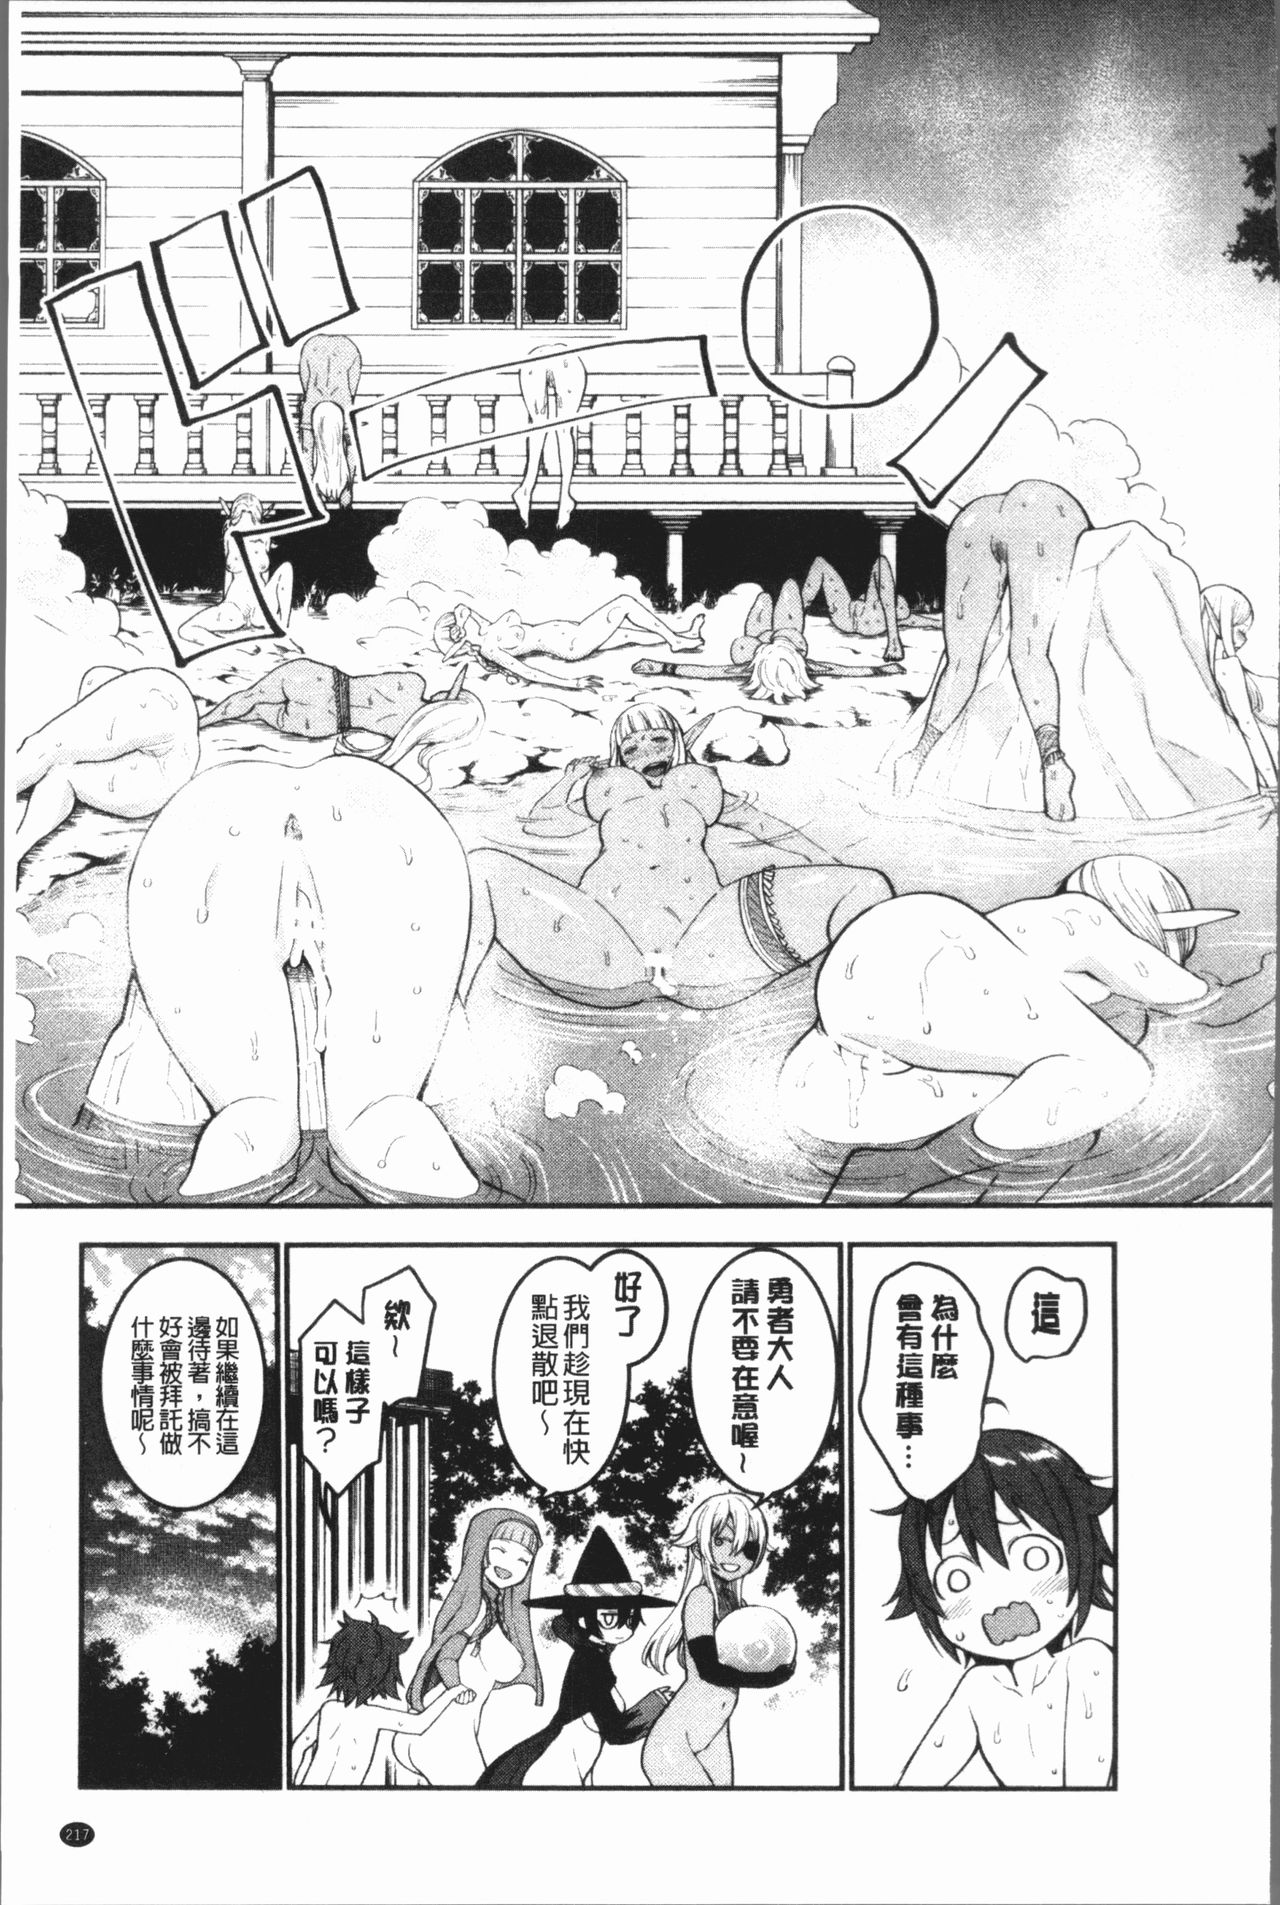 這
為什麼
會有這種事…
勇者大人
請不要在意喔～
好了
我們趁現在快
點退散吧～
欸～
這樣子
可以嗎？
如果繼續在這
邊待著，搞不
好會被拜託做
什麼事情呢～
217